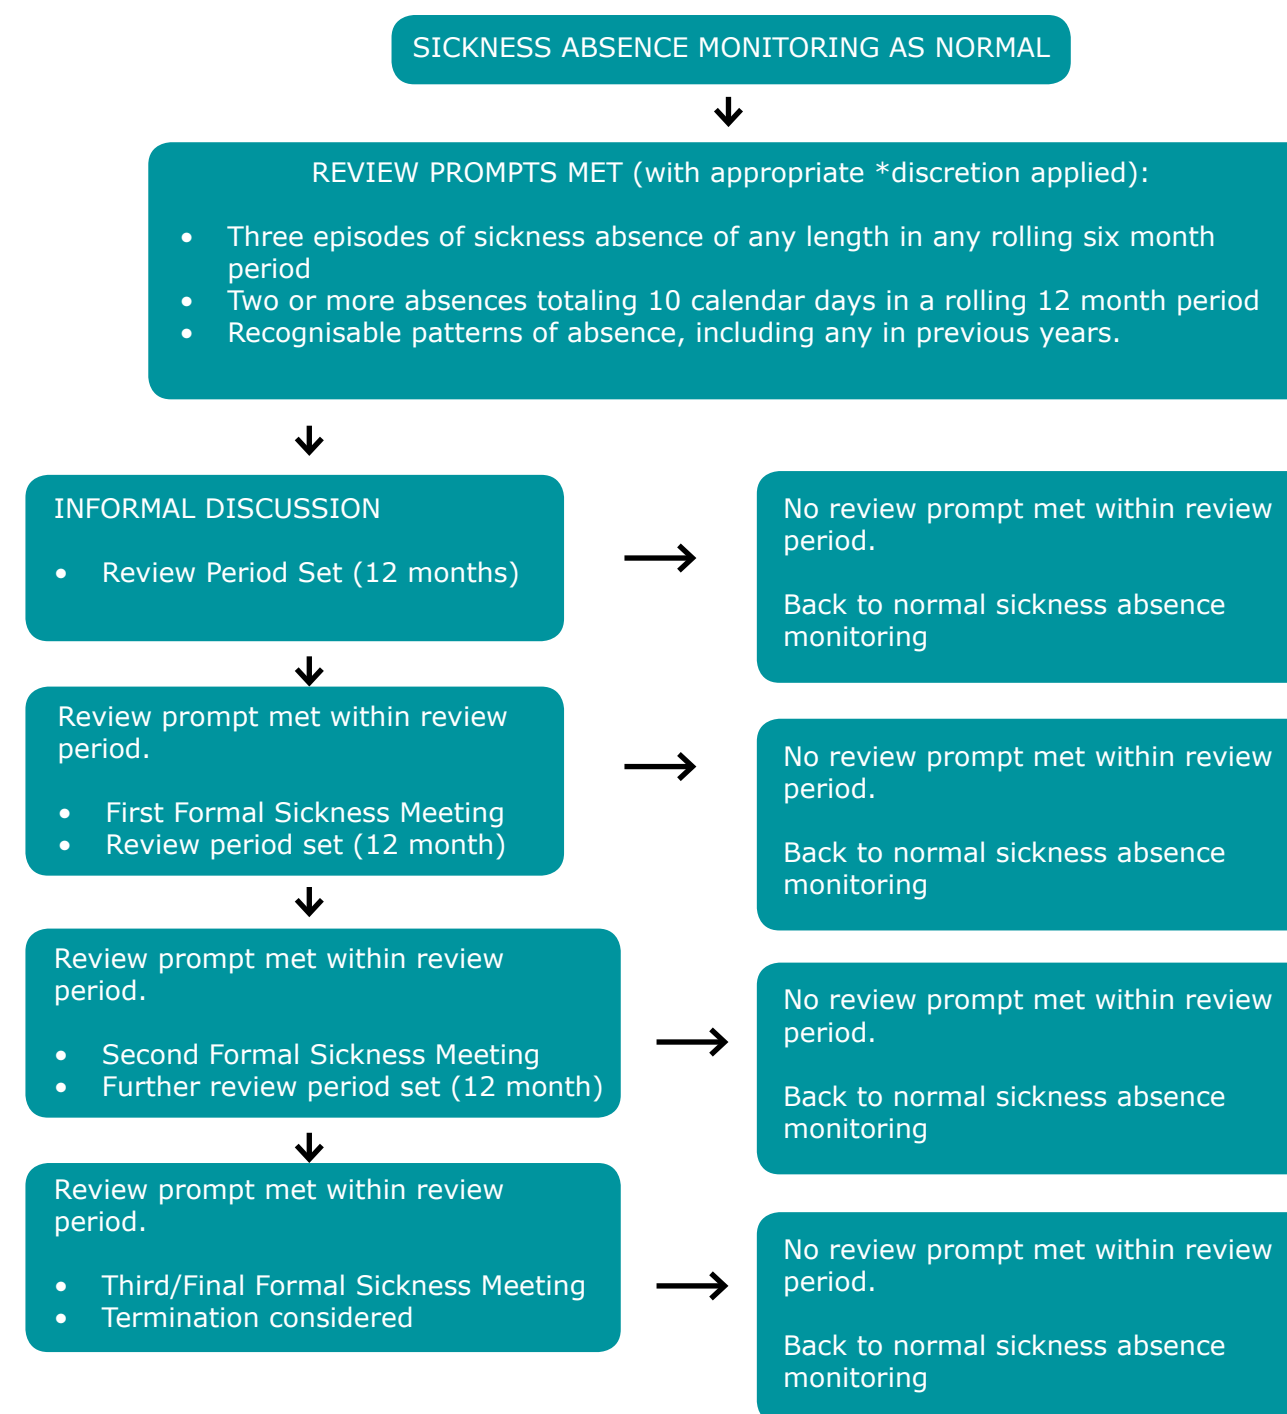 SICKNESS ABSENCE MONITORING AS NORMAL
REVIEW PROMPTS MET (with appropriate *discretion applied):
• Three episodes of sickness absence of any length in any rolling six month
period
• Two or more absences totaling 10 calendar days in a rolling 12 month period
• Recognisable patterns of absence, including any in previous years.
INFORMAL DISCUSSION
• Review Period Set (12 months)
No review prompt met within review
period.
Back to normal sickness absence
monitoring
Review prompt met within review
period.
• First Formal Sickness Meeting
• Review period set (12 month)
No review prompt met within review
period.
Back to normal sickness absence
monitoring
Review prompt met within review
period.
• Second Formal Sickness Meeting
• Further review period set (12 month)
No review prompt met within review
period.
Back to normal sickness absence
monitoring
Review prompt met within review
period.
• Third/Final Formal Sickness Meeting
• Termination considered
No review prompt met within review
period.
Back to normal sickness absence
monitoring